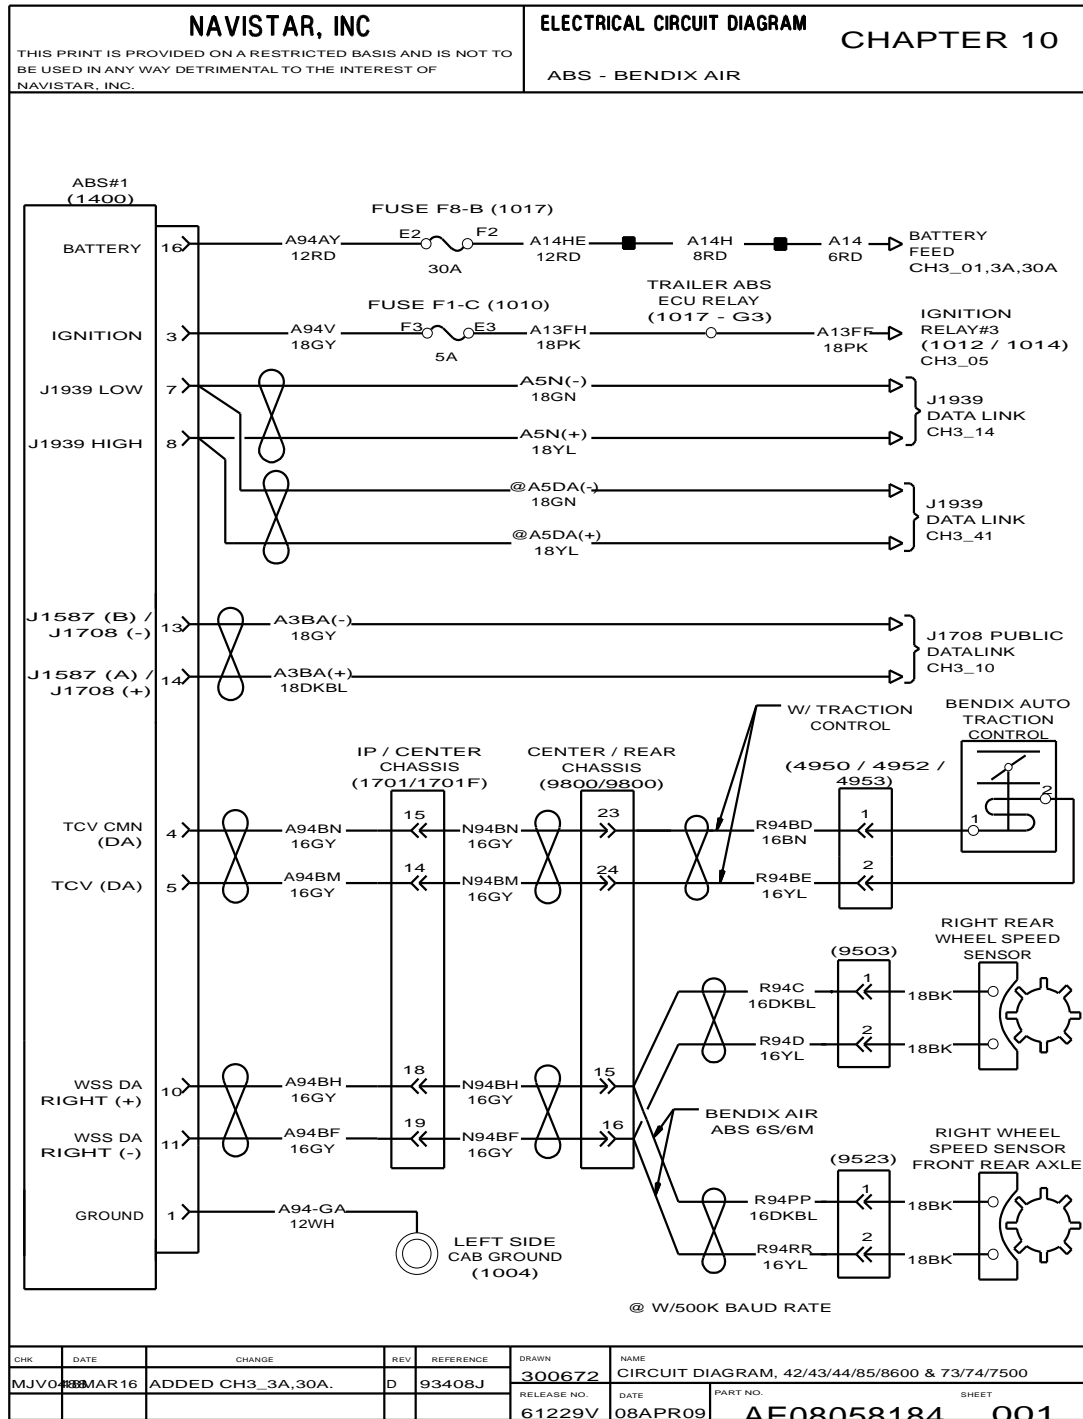 NAVISTAR, INC
THIS PRINT IS PROVIDED ON A RESTRICTED BASIS AND IS NOT TO
BE USED IN ANY WAY DETRIMENTAL TO THE INTEREST OF
NAVISTAR, INC.
ELECTRICAL CIRCUIT DIAGRAM
CHAPTER 10
ABS - BENDIX AIR
ABS#1
(1400)
FUSE F8-B (1017)
BATTERY
16
A94AY
12RD
E2
F2
30A
A14HE
12RD
A14H
8RD
A14
6RD
BATTERY
FEED
CH3_01,3A,30A
TRAILER ABS
ECU RELAY
(1017 - G3)
FUSE F1-C (1010)
IGNITION
3
A94V
18GY
F3
E3
5A
A13FH
18PK
A13FF
18PK
IGNITION
RELAY#3
(1012 / 1014)
CH3_05
J1939 LOW
7
A5N(-)
18GN
J1939 HIGH
8
A5N(+)
18YL
J1939
DATA LINK
CH3_14
@A5DA(-)
18GN
@A5DA(+)
18YL
J1939
DATA LINK
CH3_41
J1587 (B) /
J1708 (-)
13
A3BA(-)
18GY
J1587 (A) /
J1708 (+)
14
A3BA(+)
18DKBL
J1708 PUBLIC
DATALINK
CH3_10
W/ TRACTION
CONTROL
BENDIX AUTO
TRACTION
CONTROL
IP / CENTER
CHASSIS
(1701/1701F)
CENTER / REAR
CHASSIS
(9800/9800)
(4950 / 4952 /
4953)
TCV CMN
(DA)
4
A94BN
16GY
15
N94BN
16GY
23
R94BD
16BN
1
1
2
TCV (DA)
5
A94BM
16GY
14
N94BM
16GY
24
R94BE
16YL
2
RIGHT REAR
WHEEL SPEED
SENSOR
(9503)
R94C
16DKBL
1
18BK
R94D
16YL
2
18BK
WSS DA
RIGHT (+)
10
A94BH
16GY
18
N94BH
16GY
15
WSS DA
RIGHT (-)
11
A94BF
16GY
19
N94BF
16GY
16
BENDIX AIR
ABS 6S/6M
RIGHT WHEEL
SPEED SENSOR
FRONT REAR AXLE
(9523)
R94PP
16DKBL
1
18BK
R94RR
16YL
2
18BK
GROUND
1
A94-GA
12WH
LEFT SIDE
CAB GROUND
(1004)
@ W/500K BAUD RATE
CHK
DATE
CHANGE
REV
REFERENCE
DRAWN
NAME
MAR16
ADDED CH3_3A,30A.
D
93408J
300672
CIRCUIT DIAGRAM, 42/43/44/85/8600 & 73/74/7500
RELEASE NO.
DATE
PART NO.
SHEET
61229V
08APR09
AE08058184
001